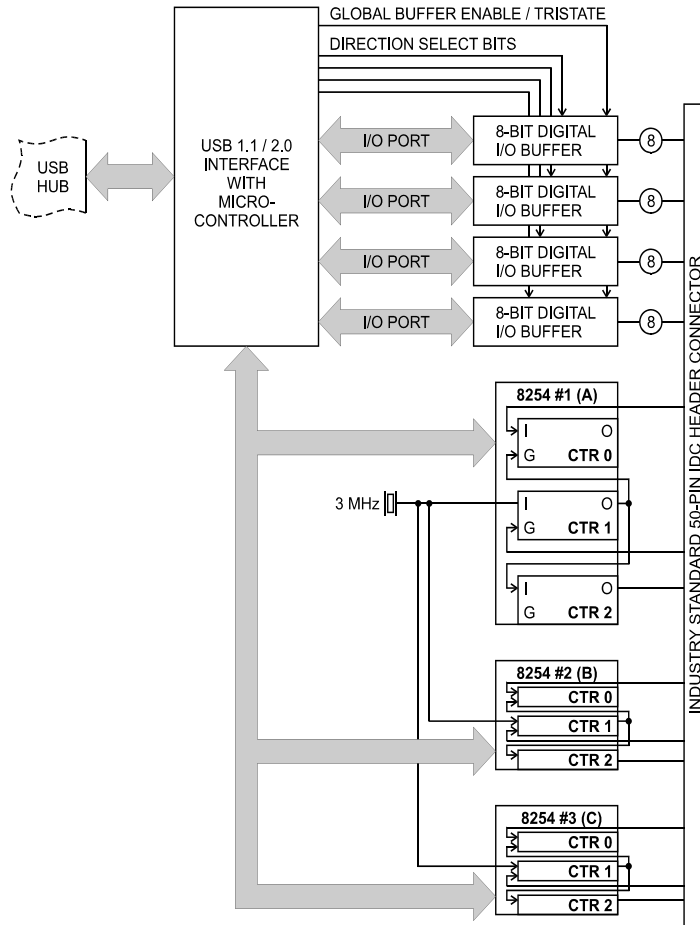 GLOBAL BUFFER ENABLE / TRISTATE
DIRECTION SELECT BITS
USB
HUB
USB 1.1 / 2.0
INTERFACE
WITH
MICRO-
CONTROLLER
I/O PORT
8-BIT DIGITAL
I/O BUFFER
8
I/O PORT
8-BIT DIGITAL
I/O BUFFER
8
I/O PORT
8-BIT DIGITAL
I/O BUFFER
8
I/O PORT
8-BIT DIGITAL
I/O BUFFER
8
INDUSTRY STANDARD 50-PIN IDC HEADER CONNECTOR
8254 #1 (A)
I O
G CTR 0
3 MHz
I O
G CTR 1
I O
G CTR 2
8254 #2 (B)
CTR 0
CTR 1
CTR 2
8254 #3 (C)
CTR 0
CTR 1
CTR 2